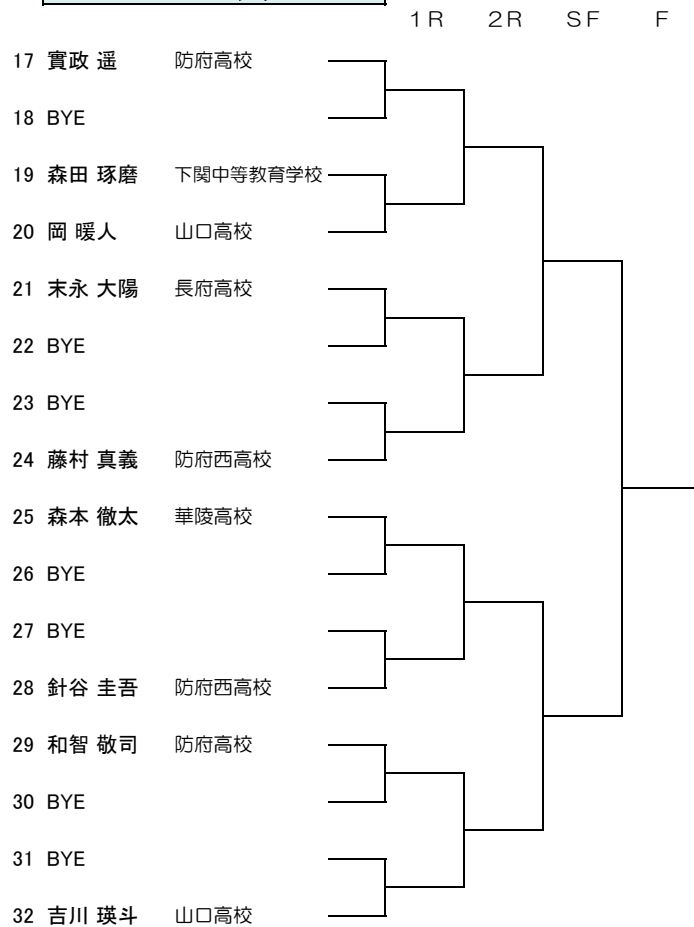 １Ｒ ２Ｒ ＳＦ Ｆ
17 實政 遥 防府高校
18 BYE
19 森田 琢磨 下関中等教育学校
20 岡 暖人 山口高校
21 末永 大陽 長府高校
22 BYE
23 BYE
24 藤村 真義 防府西高校
25 森本 徹太 華陵高校
26 BYE
27 BYE
28 針谷 圭吾 防府西高校
29 和智 敬司 防府高校
30 BYE
31 BYE
32 吉川 瑛斗 山口高校